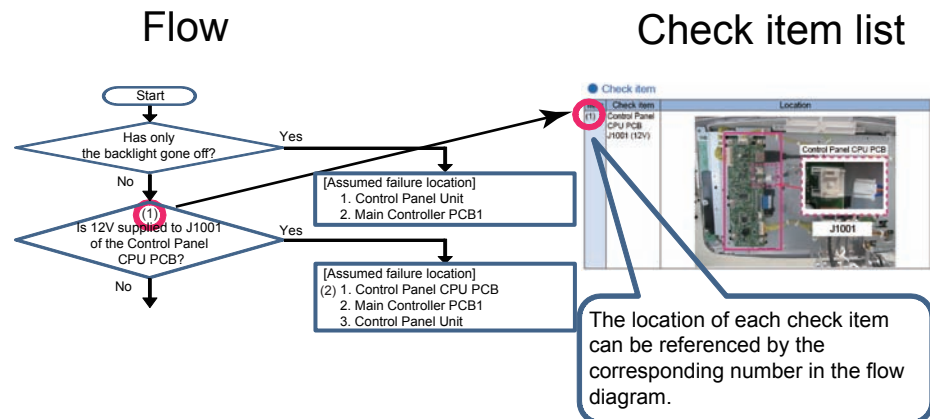 Flow
Check item list
Start
Has only
the backlight gone off?
Yes
No
[Assumed failure location]
1. Control Panel Unit
2. Main Controller PCB1
(1)
Is 12V supplied to J1001
of the Control Panel
CPU PCB?
Yes
No
[Assumed failure location]
(2) 1. Control Panel CPU PCB
2. Main Controller PCB1
3. Control Panel Unit
Check item
Check item
Location
(1)
Control Panel
CPU PCB
J1001 (12V)
Control Panel CPU PCB
J1001
The location of each check item
can be referenced by the
corresponding number in the flow
diagram.